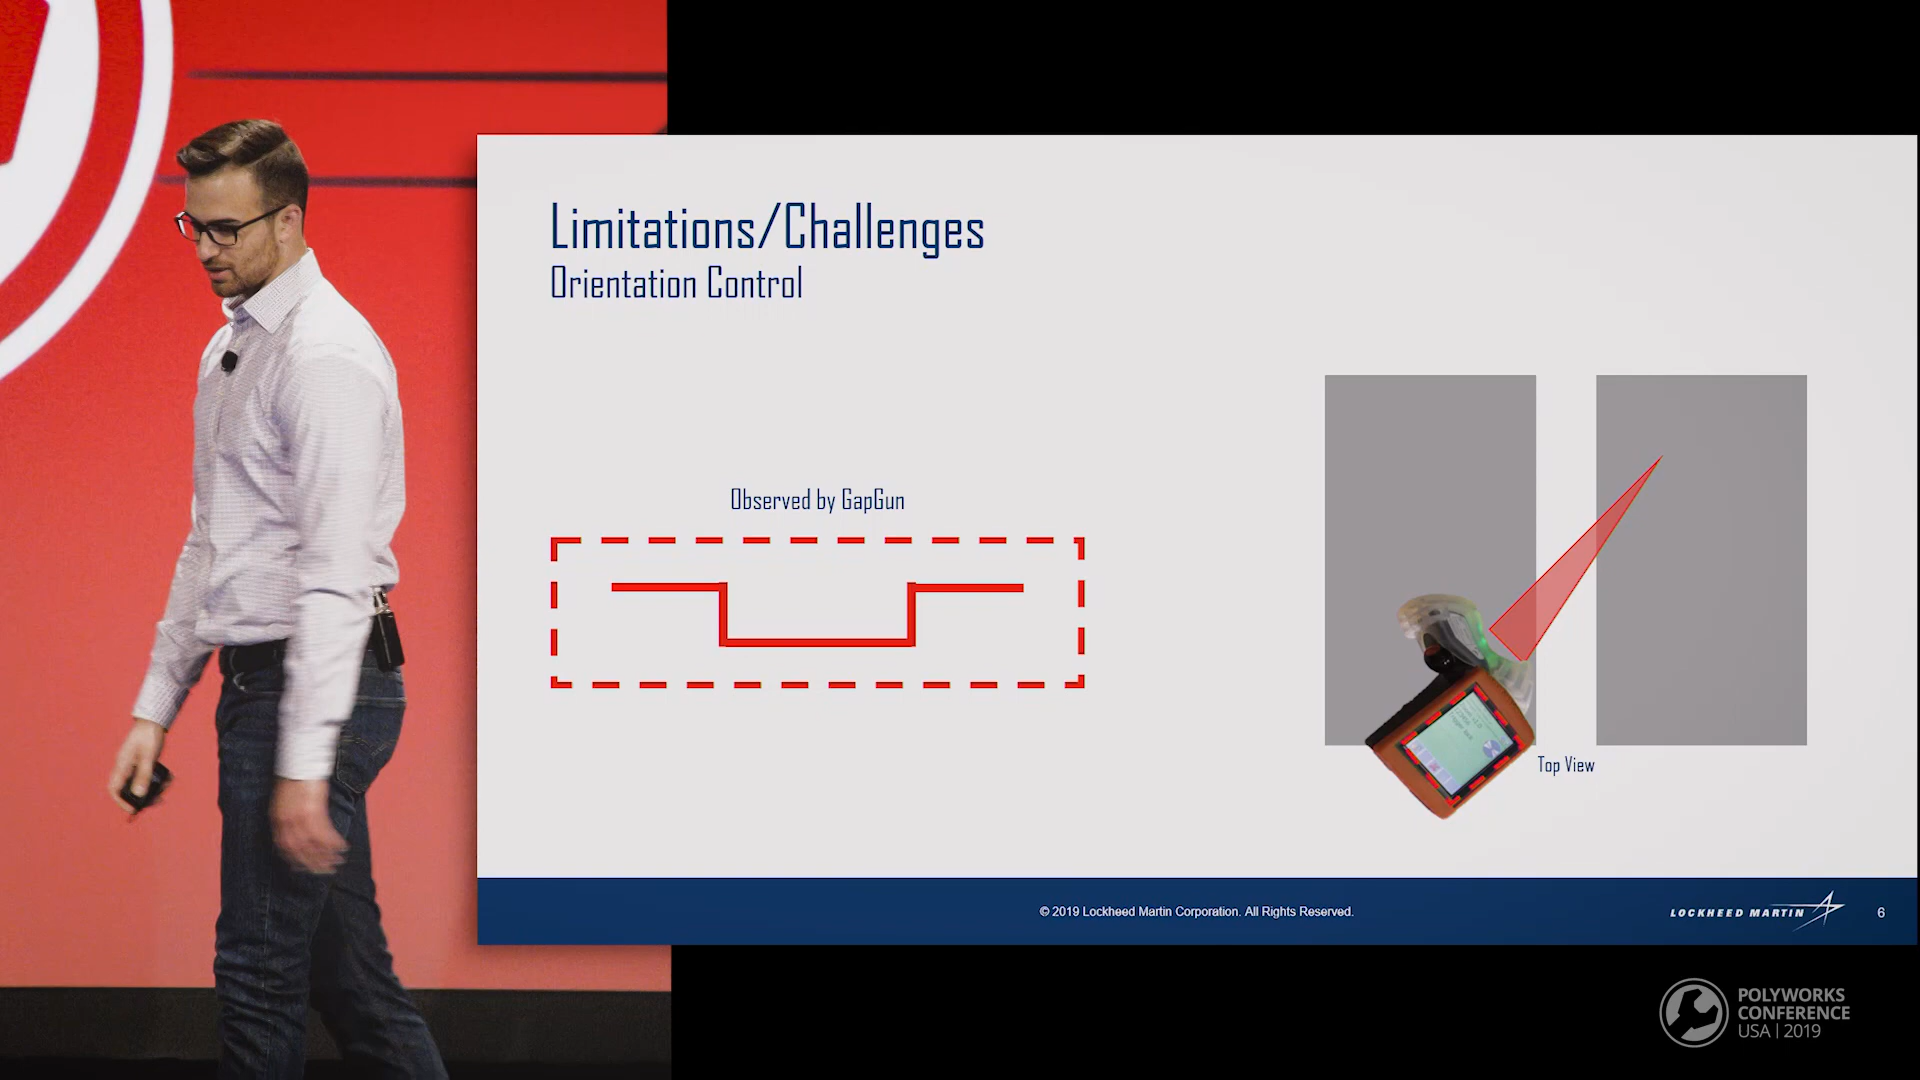 Limitations/Challenges
Orientation Control
Observed by GapGun
Top View
© 2019 Lockheed Martin Corporation. All Rights Reserved.
LOCKHEED MARTIN
6
POLYWORKS
CONFERENCE
USA | 2019